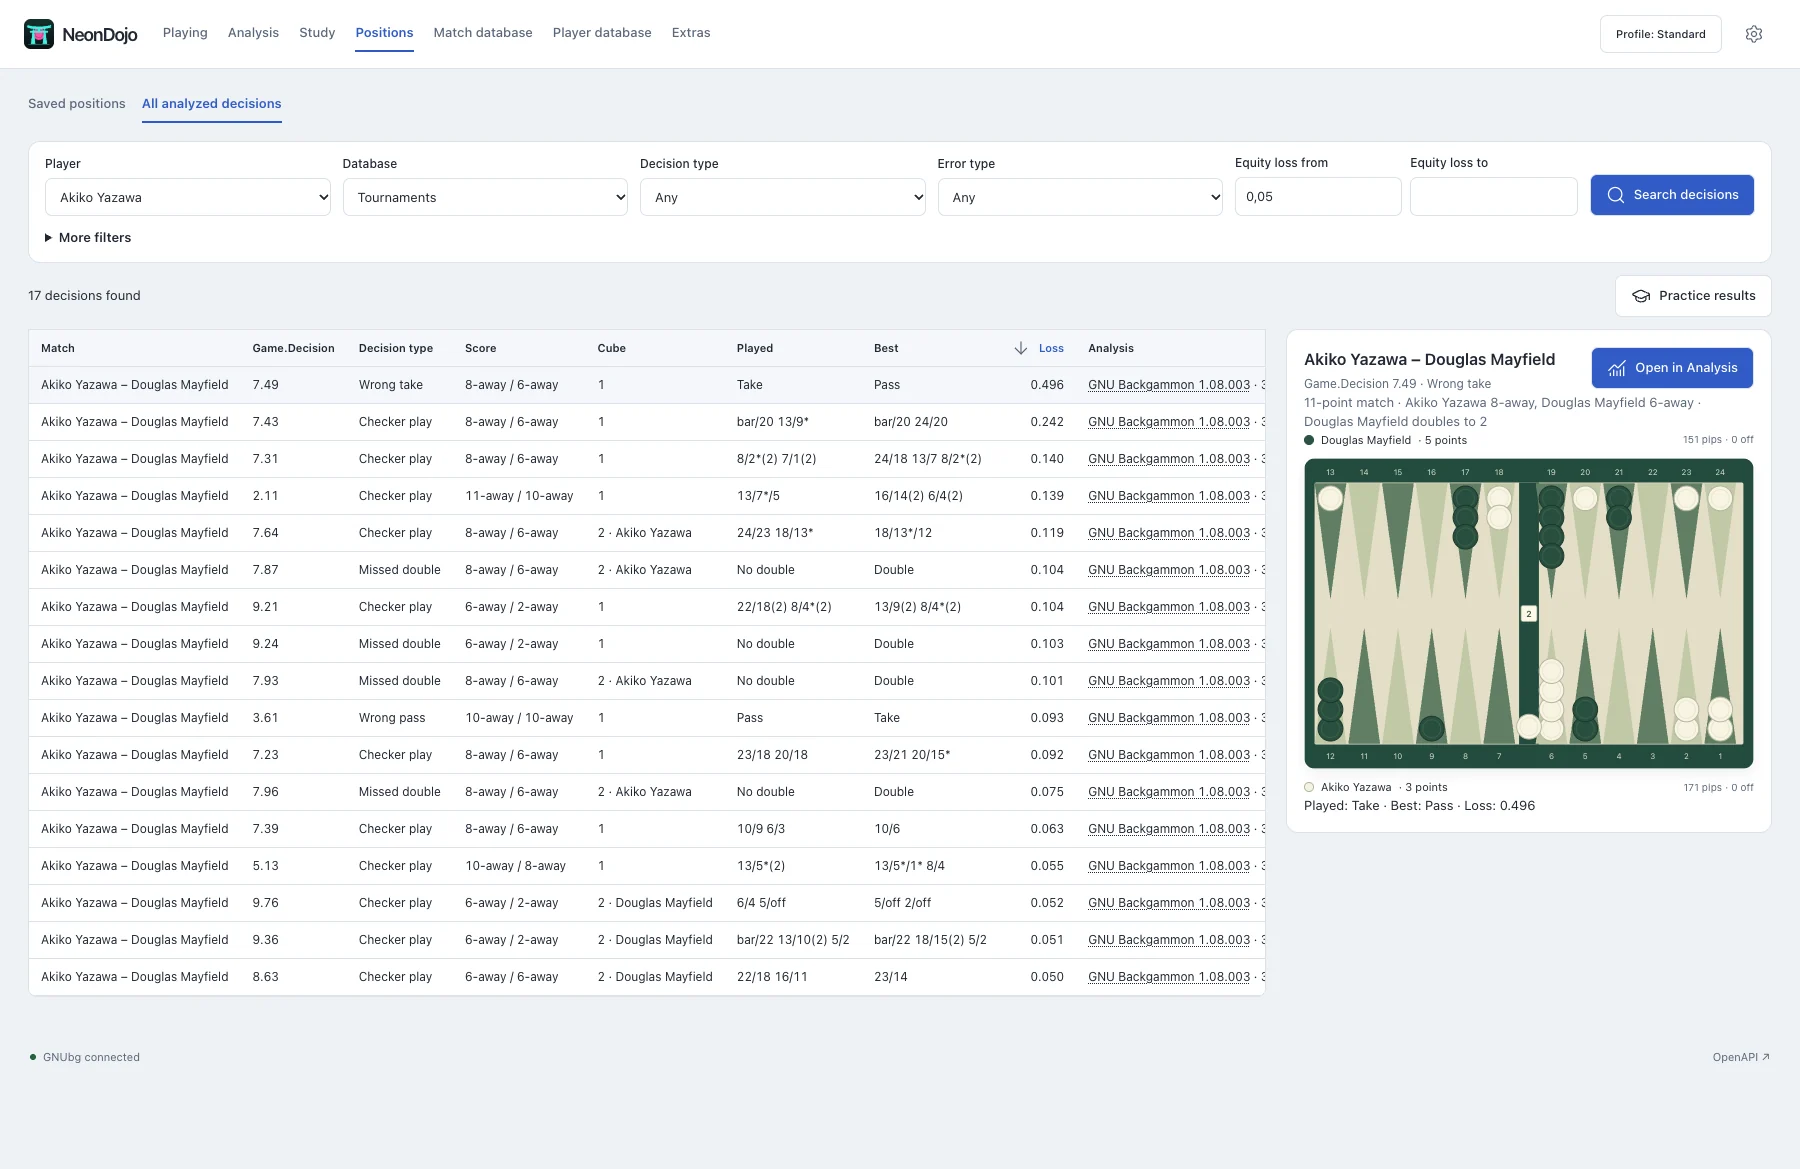 NeonDojo Playing Analysis Study Positions Match database Player database Extras Profile: Standard
Saved positions All analyzed decisions
Player Database Decision type Error type Equity loss from Equity loss to
Akiko Yazawa Tournaments Any Any 0,05 Search decisions
More filters
17 decisions found Practice results
Match Game.Decision Decision type Score Cube Played Best Loss Analysis
Akiko Yazawa – Douglas Mayfield 7.49 Wrong take 8-away / 6-away 1 Take Pass 0.496 GNU Backgammon 1.08.003 · 3
Akiko Yazawa – Douglas Mayfield 7.43 Checker play 8-away / 6-away 1 bar/20 13/9* bar/20 24/20 0.242 GNU Backgammon 1.08.003 · 3
Akiko Yazawa – Douglas Mayfield 7.31 Checker play 8-away / 6-away 1 8/2*(2) 7/1(2) 24/18 13/7 8/2*(2) 0.140 GNU Backgammon 1.08.003 · 3
Akiko Yazawa – Douglas Mayfield 2.11 Checker play 11-away / 10-away 1 13/7*/5 16/14(2) 6/4(2) 0.139 GNU Backgammon 1.08.003 · 3
Akiko Yazawa – Douglas Mayfield 7.64 Checker play 8-away / 6-away 2 · Akiko Yazawa 24/23 18/13* 18/13*/12 0.119 GNU Backgammon 1.08.003 · 3
Akiko Yazawa – Douglas Mayfield 7.87 Missed double 8-away / 6-away 2 · Akiko Yazawa No double Double 0.104 GNU Backgammon 1.08.003 · 3
Akiko Yazawa – Douglas Mayfield 9.21 Checker play 6-away / 2-away 1 22/18(2) 8/4*(2) 13/9(2) 8/4*(2) 0.104 GNU Backgammon 1.08.003 · 3
Akiko Yazawa – Douglas Mayfield 9.24 Missed double 6-away / 2-away 1 No double Double 0.103 GNU Backgammon 1.08.003 · 3
Akiko Yazawa – Douglas Mayfield 7.93 Missed double 8-away / 6-away 2 · Akiko Yazawa No double Double 0.101 GNU Backgammon 1.08.003 · 3
Akiko Yazawa – Douglas Mayfield 3.61 Wrong pass 10-away / 10-away 1 Pass Take 0.093 GNU Backgammon 1.08.003 · 3
Akiko Yazawa – Douglas Mayfield 7.23 Checker play 8-away / 6-away 1 23/18 20/18 23/21 20/15* 0.092 GNU Backgammon 1.08.003 · 3
Akiko Yazawa – Douglas Mayfield 7.96 Missed double 8-away / 6-away 2 · Akiko Yazawa No double Double 0.075 GNU Backgammon 1.08.003 · 3
Akiko Yazawa – Douglas Mayfield 7.39 Checker play 8-away / 6-away 1 10/9 6/3 10/6 0.063 GNU Backgammon 1.08.003 · 3
Akiko Yazawa – Douglas Mayfield 5.13 Checker play 10-away / 8-away 1 13/5*(2) 13/5*/1* 8/4 0.055 GNU Backgammon 1.08.003 · 3
Akiko Yazawa – Douglas Mayfield 9.76 Checker play 6-away / 2-away 2 · Douglas Mayfield 6/4 5/off 5/off 2/off 0.052 GNU Backgammon 1.08.003 · 3
Akiko Yazawa – Douglas Mayfield 9.36 Checker play 6-away / 2-away 2 · Douglas Mayfield bar/22 13/10(2) 5/2 bar/22 18/15(2) 5/2 0.051 GNU Backgammon 1.08.003 · 3
Akiko Yazawa – Douglas Mayfield 8.63 Checker play 6-away / 6-away 2 · Douglas Mayfield 22/18 16/11 23/14 0.050 GNU Backgammon 1.08.003 · 3
Akiko Yazawa – Douglas Mayfield Open in Analysis
Game.Decision 7.49 · Wrong take
11-point match · Akiko Yazawa 8-away, Douglas Mayfield 6-away ·
Douglas Mayfield doubles to 2
Douglas Mayfield · 5 points 151 pips · 0 off
13 14 15 16 17 18 19 20 21 22 23 24
2
12 11 10 9 8 7 6 5 4 3 2 1
Akiko Yazawa · 3 points 171 pips · 0 off
Played: Take · Best: Pass · Loss: 0.496
GNUbg connected OpenAPI ↗